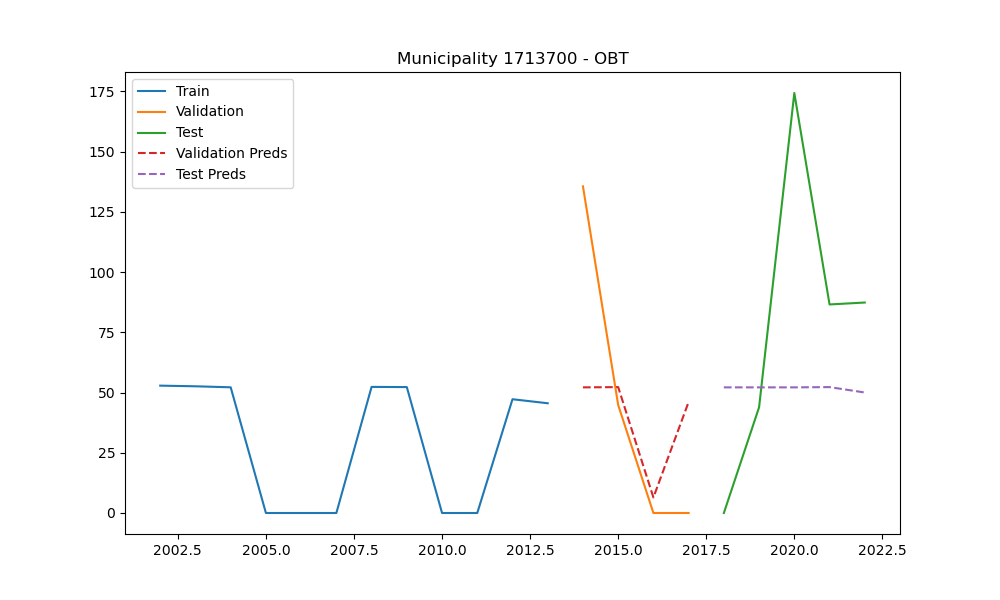 Municipality 1713700 - OBT
Train
Validation
Test
Validation Preds
Test Preds
175
150
125
100
75
50
25
0
2002.5 2005.0 2007.5 2010.0 2012.5 2015.0 2017.5 2020.0 2022.5